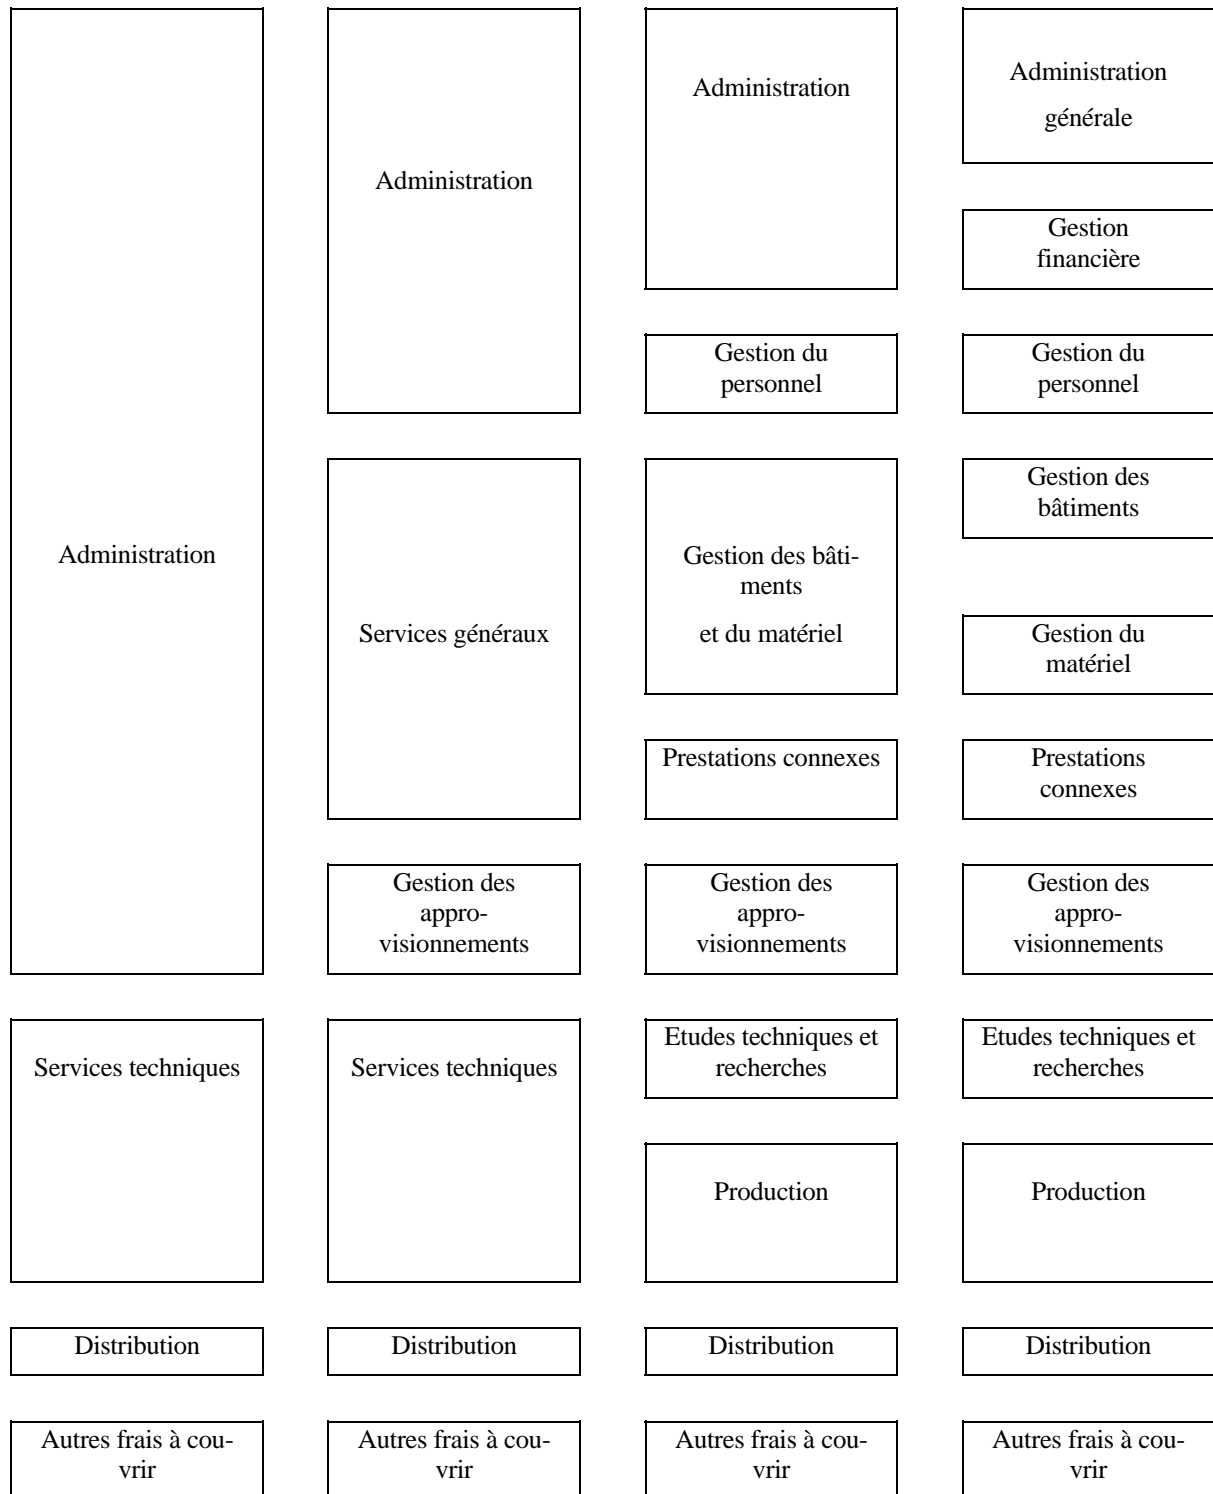 Administration
Administration
Administration
Administration
générale
Gestion
financière
Gestion du
personnel
Gestion du
personnel
Services généraux
Gestion des bâti-
ments
et du matériel
Gestion des
bâtiments
Gestion du
matériel
Prestations connexes
Prestations
connexes
Gestion des
appro-
visionnements
Gestion des
appro-
visionnements
Gestion des
appro-
visionnements
Services techniques
Services techniques
Etudes techniques et
recherches
Etudes techniques et
recherches
Production
Production
Distribution
Distribution
Distribution
Distribution
Autres frais à cou-
vrir
Autres frais à cou-
vrir
Autres frais à cou-
vrir
Autres frais à cou-
vrir